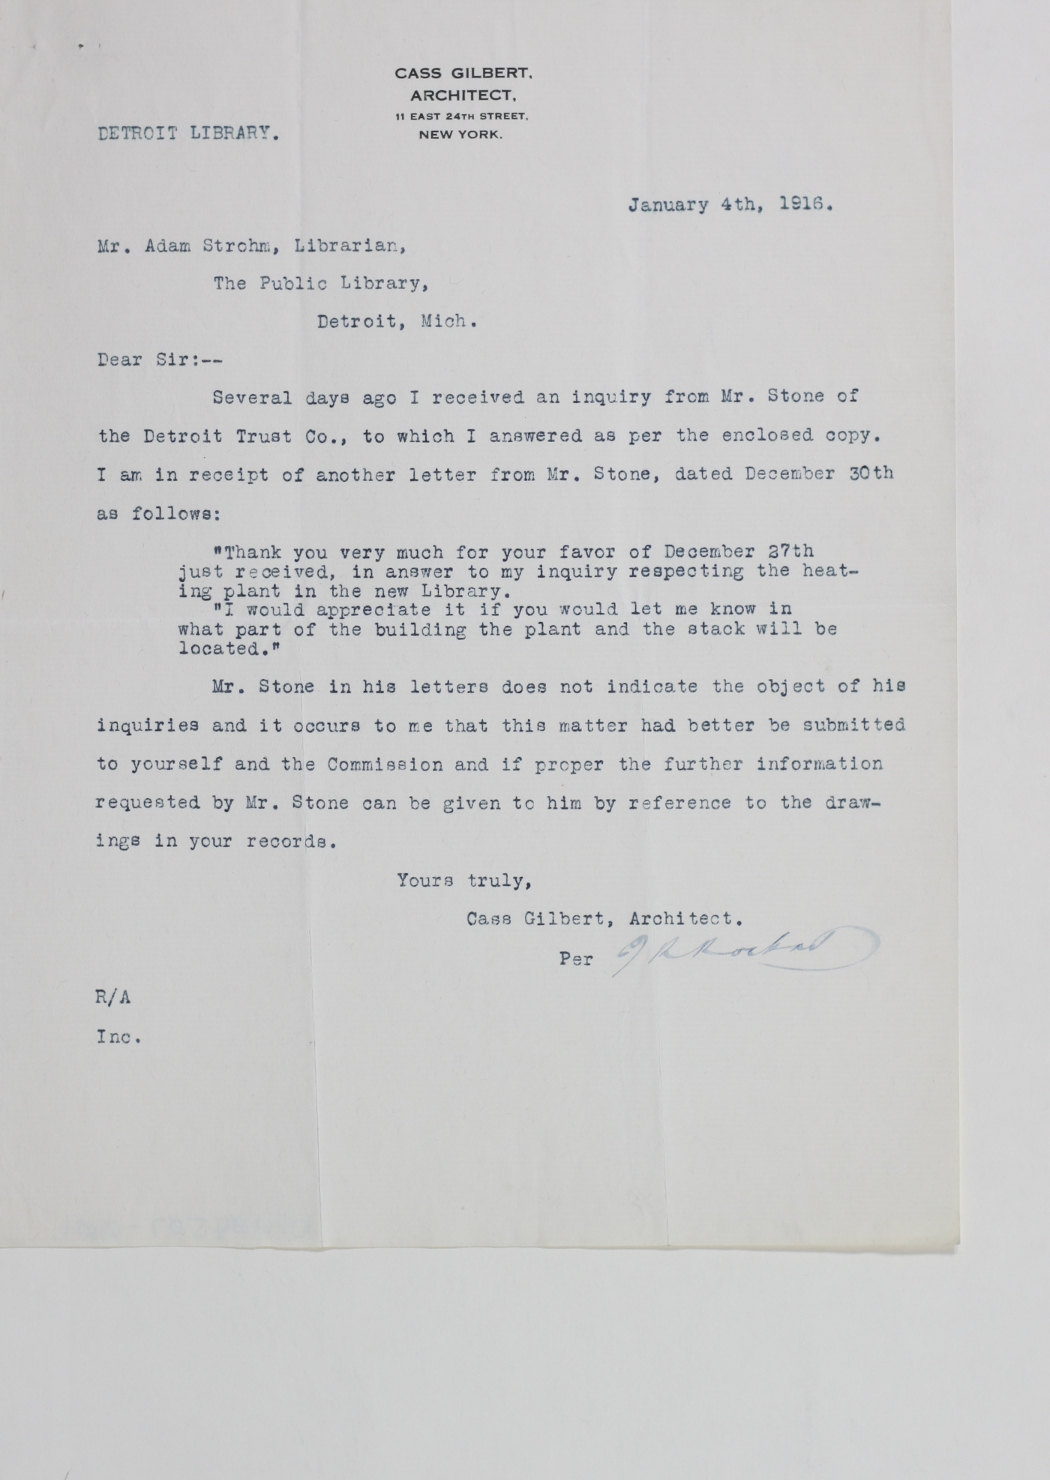 CASS GILBERT,
ARCHITECT,
11 EAST 24TH STREET,
NEW YORK.
DETROIT LIBRARY.
January 4th, 1916.
Mr. Adam Strohm, Librarian,
The Public Library,
Detroit, Mich.
Dear Sir:--
Several days ago I received an inquiry from Mr. Stone of
the Detroit Trust Co., to which I answered as per the enclosed copy.
I am in receipt of another letter from Mr. Stone, dated December 30th
as follows:
"Thank you very much for your favor of December 27th
just received, in answer to my inquiry respecting the heat-
ing plant in the new Library.
"I would appreciate it if you would let me know in
what part of the building the plant and the stack will be
located."
Mr. Stone in his letters does not indicate the object of his
inquiries and it occurs to me that this matter had better be submitted
to yourself and the Commission and if proper the further information
requested by Mr. Stone can be given to him by reference to the draw-
ings in your records.
Yours truly,
Cass Gilbert, Architect.
Per
R/A
Inc.